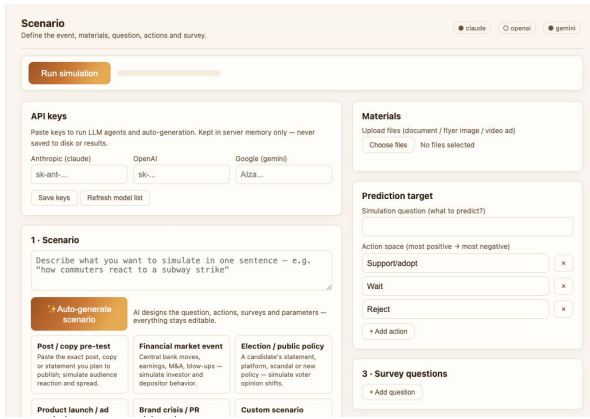 Scenario
Define the event, materials, question, actions and survey.
claude openai gemini
Run simulation
API keys
Paste keys to run LLM agents and auto-generation. Kept in server memory only — never
saved to disk or results.
Anthropic (claude) OpenAI Google (gemini)
sk-ant-... sk-... AIza...
Save keys Refresh model list
1 · Scenario
Describe what you want to simulate in one sentence — e.g.
"how commuters react to a subway strike"
✨Auto-generate
scenario
AI designs the question, actions, surveys and parameters —
everything stays editable.
Post / copy pre-test
Paste the exact post, copy
or statement you plan to
publish; simulate audience
reaction and spread.
Financial market event
Central bank moves,
earnings, M&A, blow-ups —
simulate investor and
depositor behavior.
Election / public policy
A candidate's statement,
platform, scandal or new
policy — simulate voter
opinion shifts.
Product launch / ad
Brand crisis / PR
Custom scenario
Materials
Upload files (document / flyer image / video ad)
Choose files No files selected
Prediction target
Simulation question (what to predict?)
Action space (most positive → most negative)
Support/adopt ×
Wait ×
Reject ×
+ Add action
3 · Survey questions
+ Add question